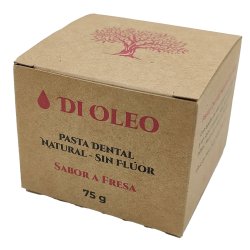 Di Oleo
Pasta Dental
Natural - Sin Flúor
Sabor a Fresa
75 g